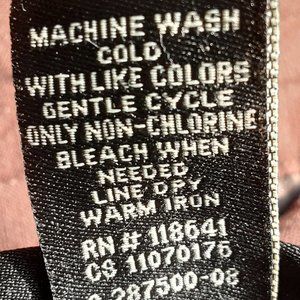 MACHINE WASH
COLD
WITH LIKE COLORS
GENTLE CYCLE
ONLY NON-CHLORINE
BLEACH WHEN
NEEDED
LINE DRY
WARM IRON
RN # 118641
CS 11070175
287500-08